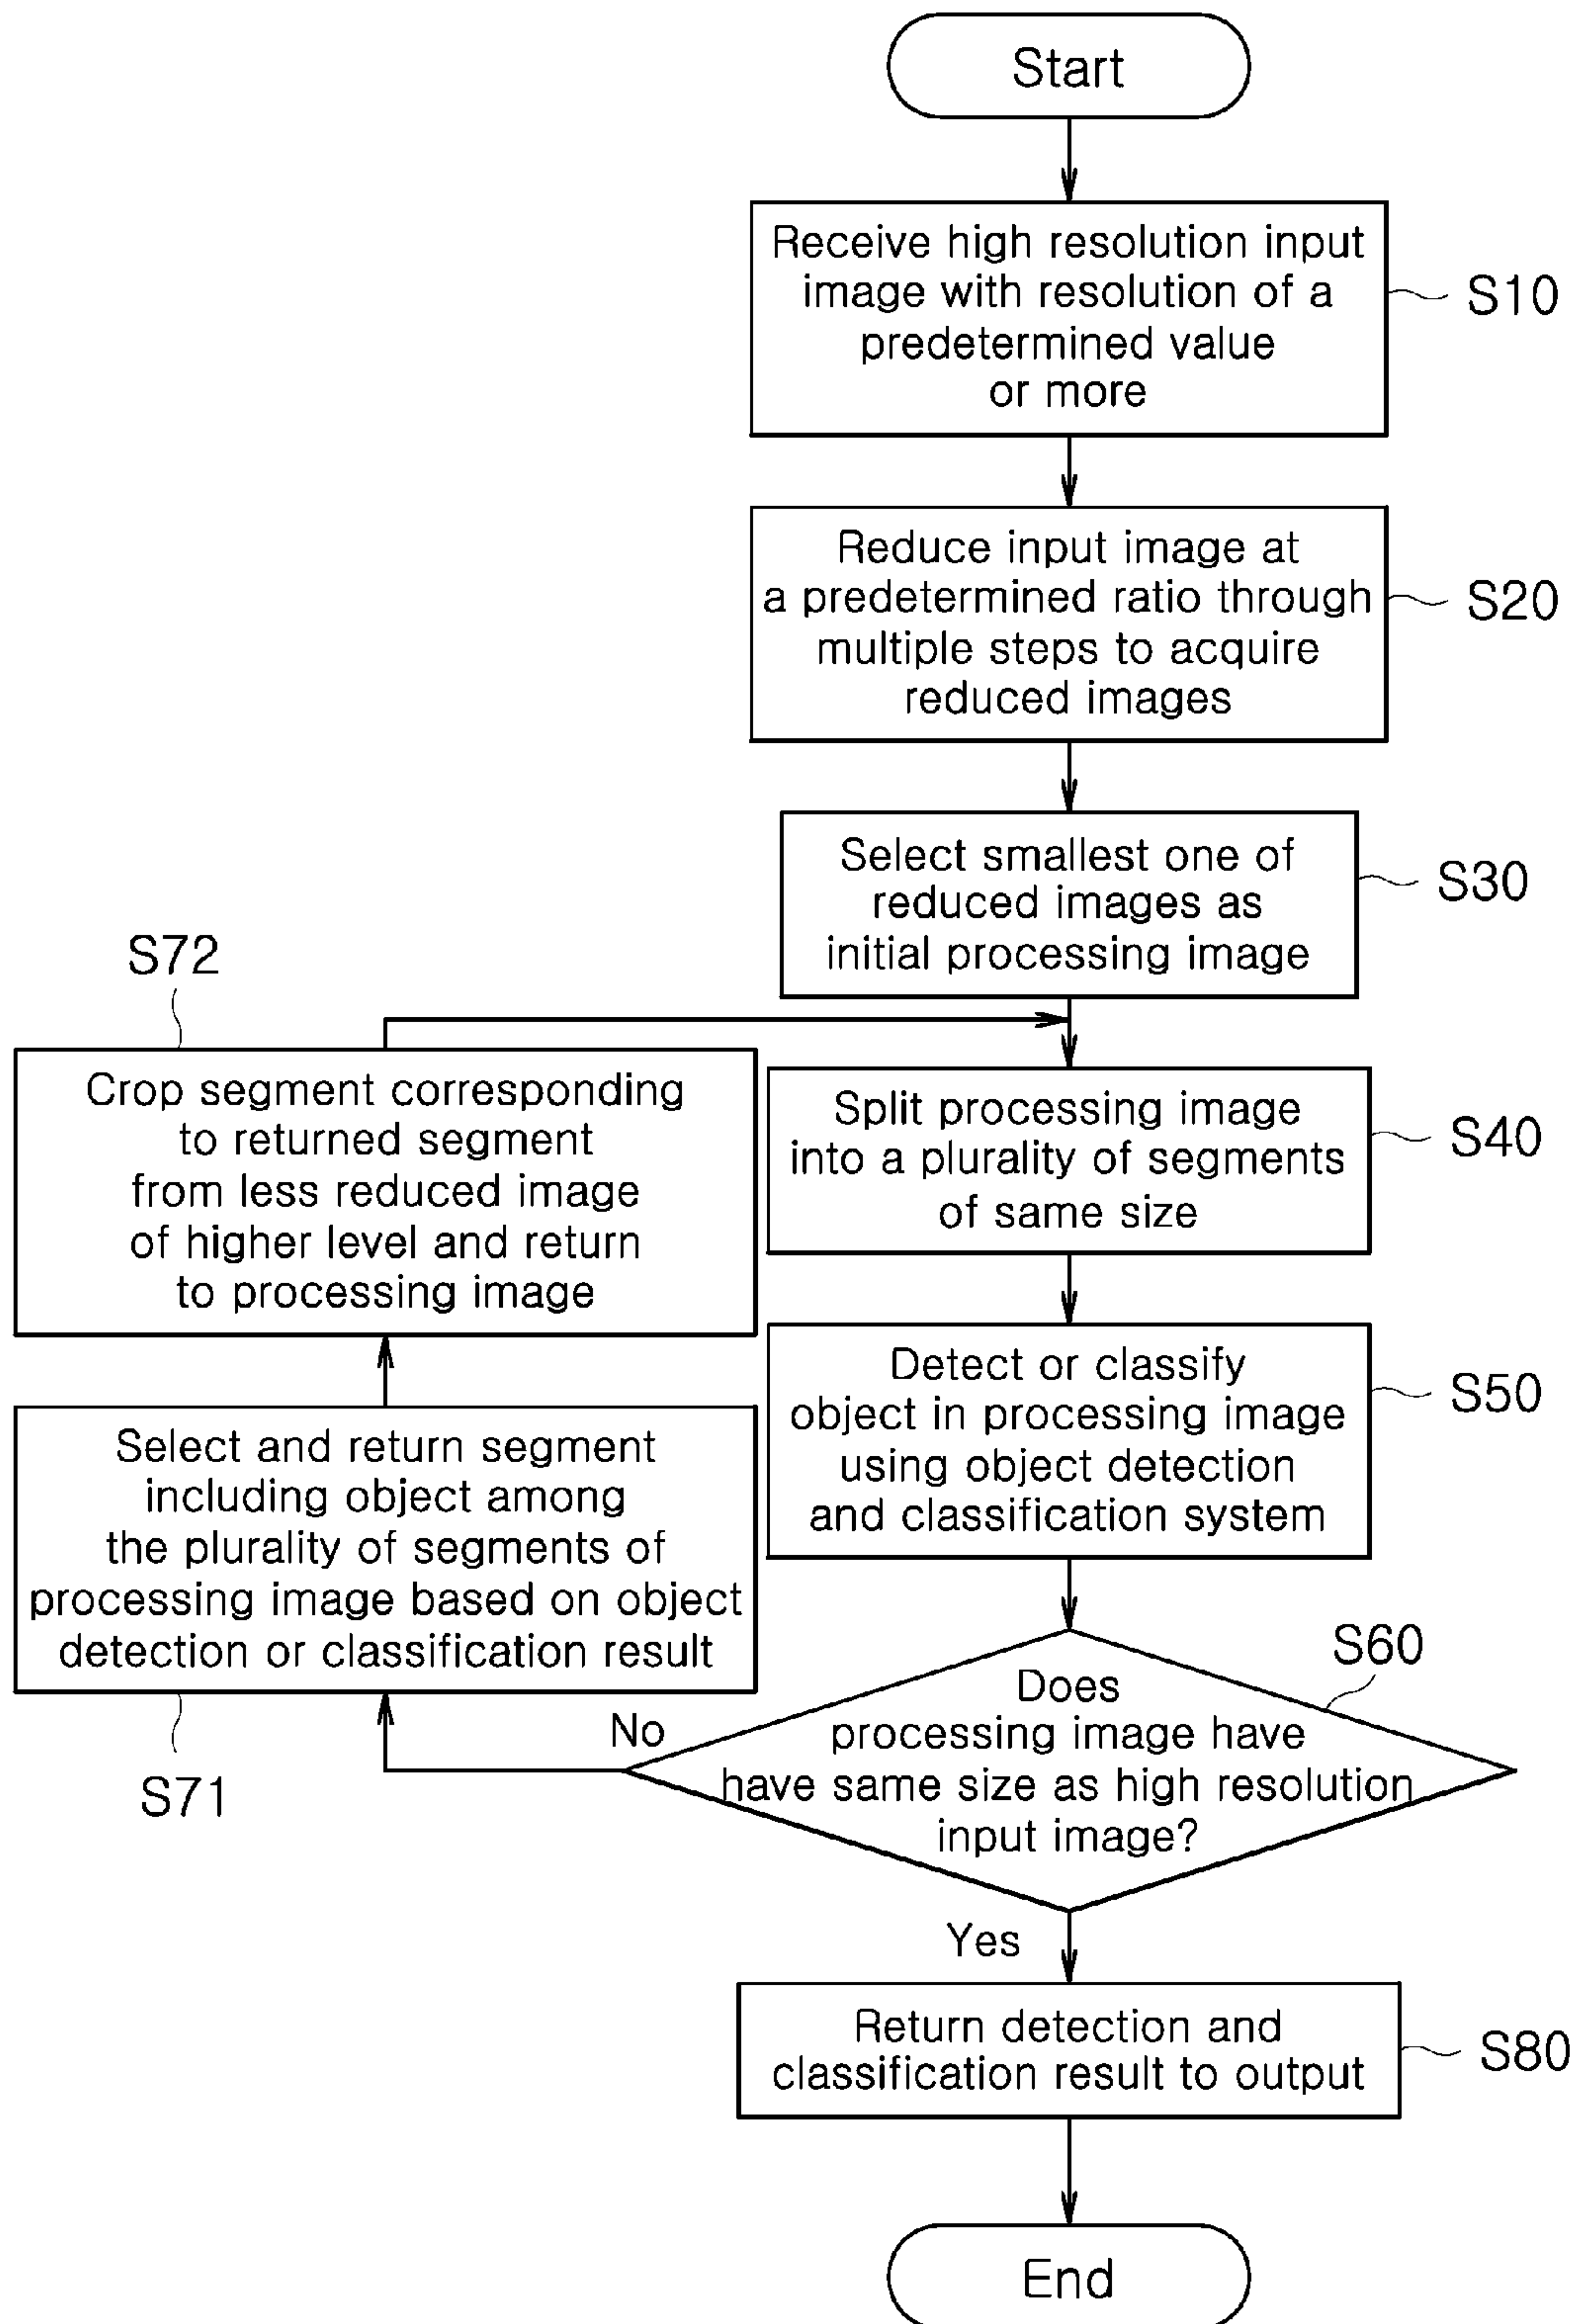 Start
Receive high resolution input
image with resolution of a
predetermined value
or more
S10
Reduce input image at
a predetermined ratio through
multiple steps to acquire
reduced images
S20
Select smallest one of
reduced images as
initial processing image
S30
S72
Crop segment corresponding
to returned segment
from less reduced image
of higher level and return
to processing image
Split processing image
into a plurality of segments
of same size
S40
Detect or classify
object in processing image
using object detection
and classification system
S50
Select and return segment
including object among
the plurality of segments of
processing image based on object
detection or classification result
S71
S60
Does
processing image have
have same size as high resolution
input image?
No
Yes
Return detection and
classification result to output
S80
End